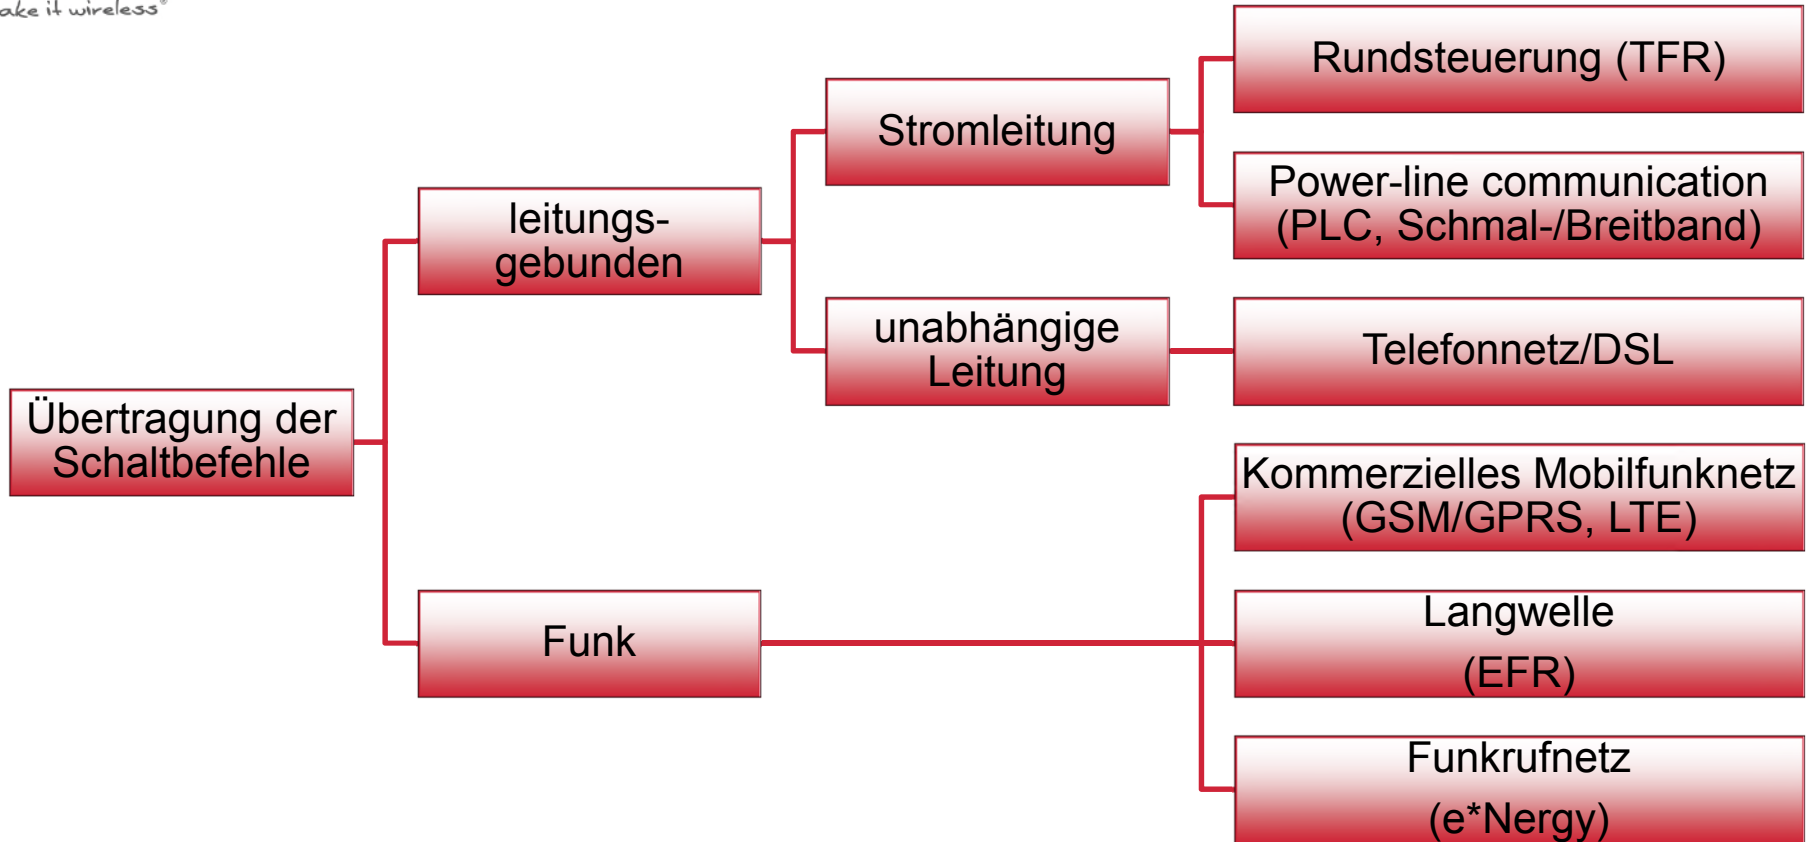 ake it wireless®
Rundsteuerung (TFR)
Stromleitung
Power-line communication
(PLC, Schmal-/Breitband)
leitungs-
gebunden
unabhängige
Leitung
Telefonnetz/DSL
Übertragung der
Schaltbefehle
Kommerzielles Mobilfunknetz
(GSM/GPRS, LTE)
Funk
Langwelle
(EFR)
Funkrufnetz
(e*Nergy)